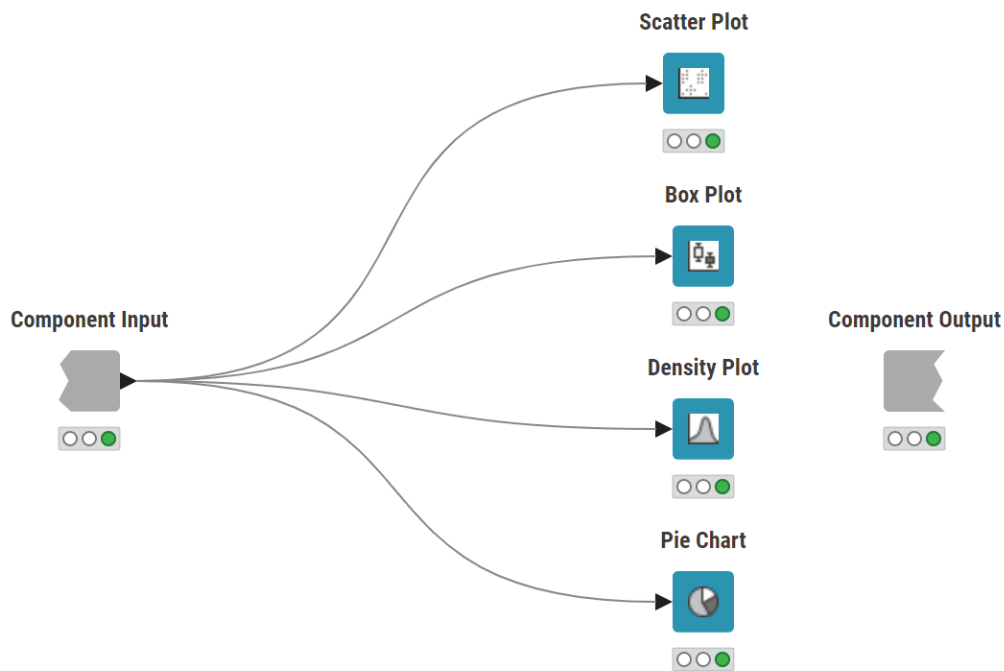 Scatter Plot
Box Plot
Component Input
Component Output
Density Plot
Pie Chart